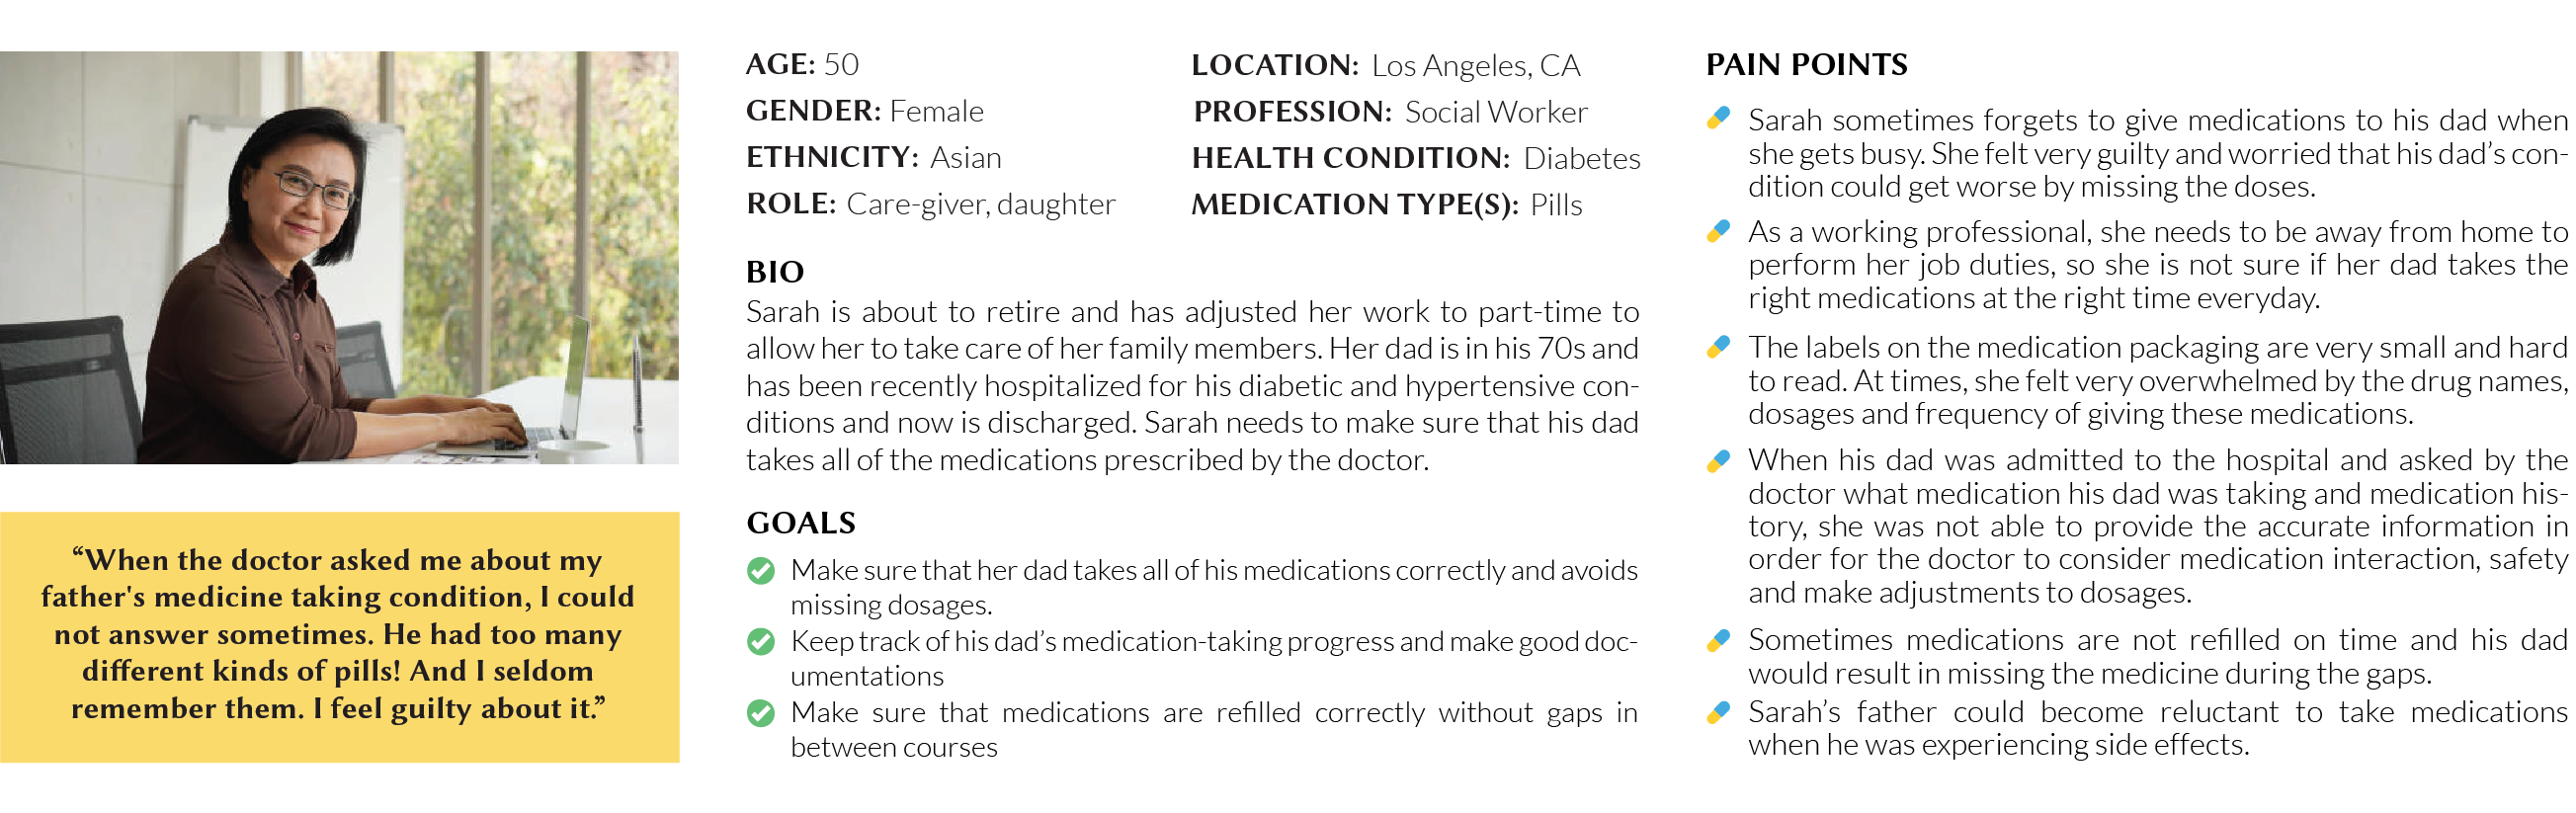 AGE: 50
GENDER: Female
ETHNICITY: Asian
ROLE: Care-giver, daughter
LOCATION: Los Angeles, CA
PROFESSION: Social Worker
HEALTH CONDITION: Diabetes
MEDICATION TYPE(S): Pills
BIO
Sarah is about to retire and has adjusted her work to part-time to
allow her to take care of her family members. Her dad is in his 70s and
has been recently hospitalized for his diabetic and hypertensive con-
ditions and now is discharged. Sarah needs to make sure that his dad
takes all of the medications prescribed by the doctor.
GOALS
Make sure that her dad takes all of his medications correctly and avoids
missing dosages.
Keep track of his dad's medication-taking progress and make good doc-
umentations
Make sure that medications are refilled correctly without gaps in
between courses
PAIN POINTS
Sarah sometimes forgets to give medications to his dad when
she gets busy. She felt very guilty and worried that his dad's con-
dition could get worse by missing the doses.
As a working professional, she needs to be away from home to
perform her job duties, so she is not sure if her dad takes the
right medications at the right time everyday.
The labels on the medication packaging are very small and hard
to read. At times, she felt very overwhelmed by the drug names,
dosages and frequency of giving these medications.
When his dad was admitted to the hospital and asked by the
doctor what medication his dad was taking and medication his-
tory, she was not able to provide the accurate information in
order for the doctor to consider medication interaction, safety
and make adjustments to dosages.
Sometimes medications are not refilled on time and his dad
would result in missing the medicine during the gaps.
Sarah's father could become reluctant to take medications
when he was experiencing side effects.
“When the doctor asked me about my
father's medicine taking condition, I could
not answer sometimes. He had too many
different kinds of pills! And I seldom
remember them. I feel guilty about it.”